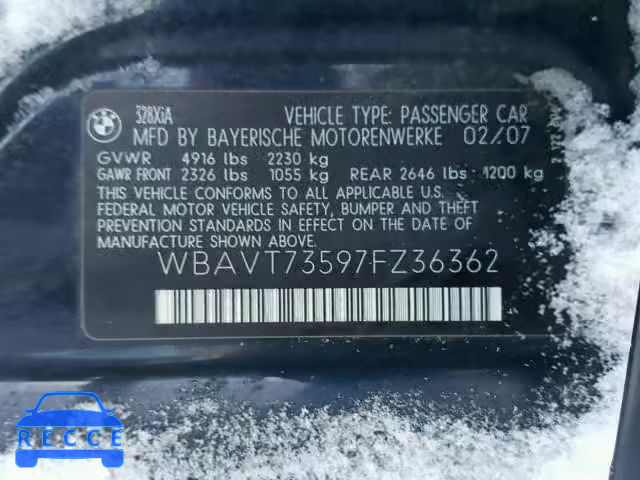 BMW
328XiA VEHICLE TYPE: PASSENGER CAR
MFD BY BAYERISCHE MOTORENWERKE 02/07
GVWR 4916 lbs 2230 kg
GAWR FRONT 2326 lbs 1055 kg REAR 2646 lbs 1200 kg
THIS VEHICLE CONFORMS TO ALL APPLICABLE U.S.
FEDERAL MOTOR VEHICLE SAFETY, BUMPER AND THEFT
PREVENTION STANDARDS IN EFFECT ON THE DATE
OF MANUFACTURE SHOWN ABOVE.
WBAVT73597FZ36362
RECCE